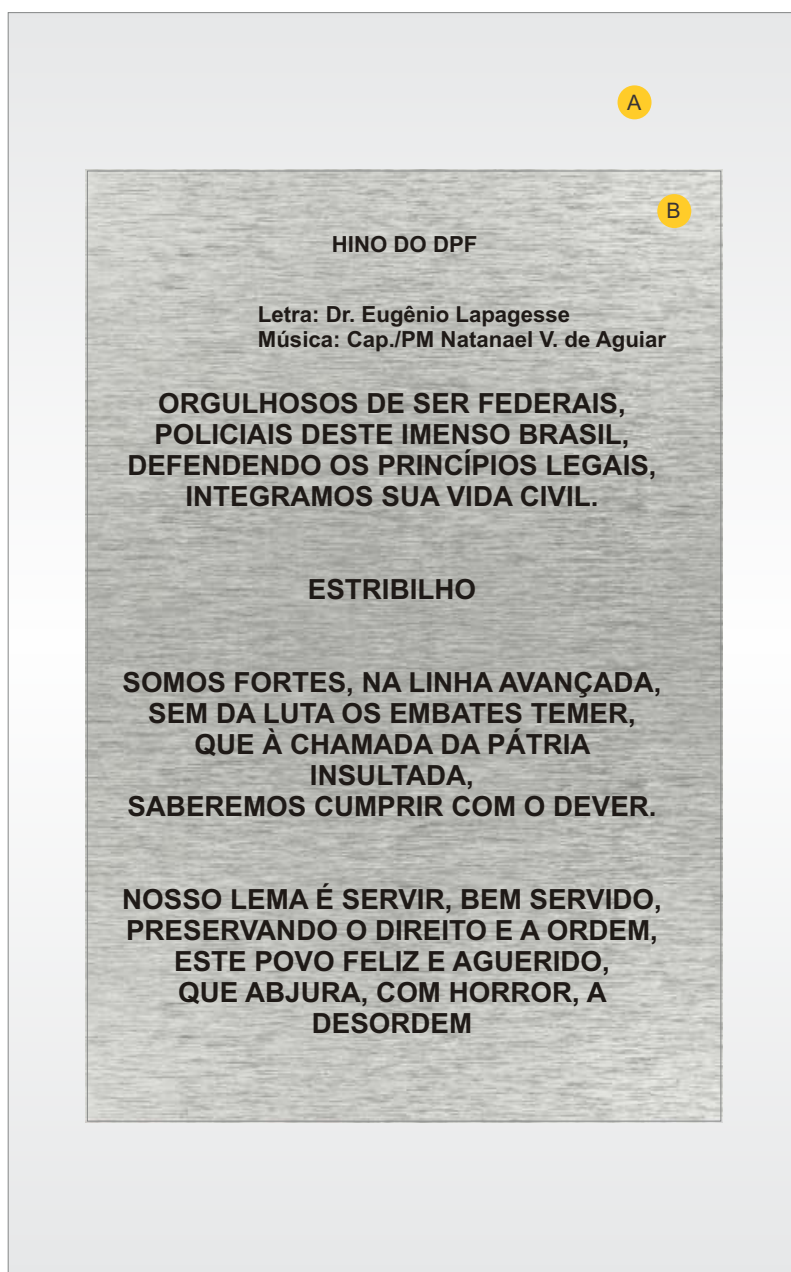 A
B
HINO DO DPF
Letra: Dr. Eugênio Lapagesse
Música: Cap./PM Natanael V. de Aguiar
ORGULHOSOS DE SER FEDERAIS,
POLICIAIS DESTE IMENSO BRASIL,
DEFENDENDO OS PRINCÍPIOS LEGAIS,
INTEGRAMOS SUA VIDA CIVIL.
ESTRIBILHO
SOMOS FORTES, NA LINHA AVANÇADA,
SEM DA LUTA OS EMBATES TEMER,
QUE À CHAMADA DA PÁTRIA
INSULTADA,
SABEREMOS CUMPRIR COM O DEVER.
NOSSO LEMA É SERVIR, BEM SERVIDO,
PRESERVANDO O DIREITO E A ORDEM,
ESTE POVO FELIZ E AGUERIDO,
QUE ABJURA, COM HORROR, A
DESORDEM